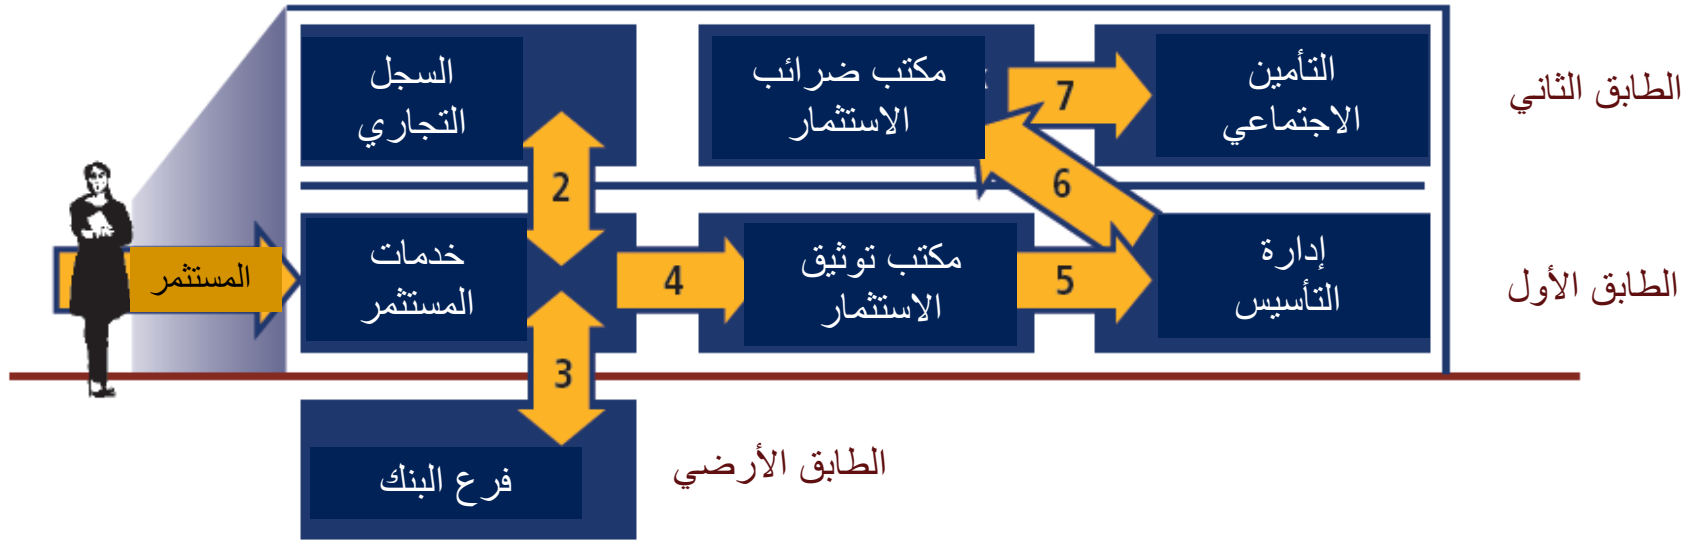 السجل
التجاري
مكتب ضرائب
الاستثمار
7
التأمين
الاجتماعي
الطابق الثاني
2
6
المستثمر
خدمات
المستثمر
4
مكتب توثيق
الاستثمار
5
إدارة
التأسيس
الطابق الأول
3
فرع البنك
الطابق الأرضي